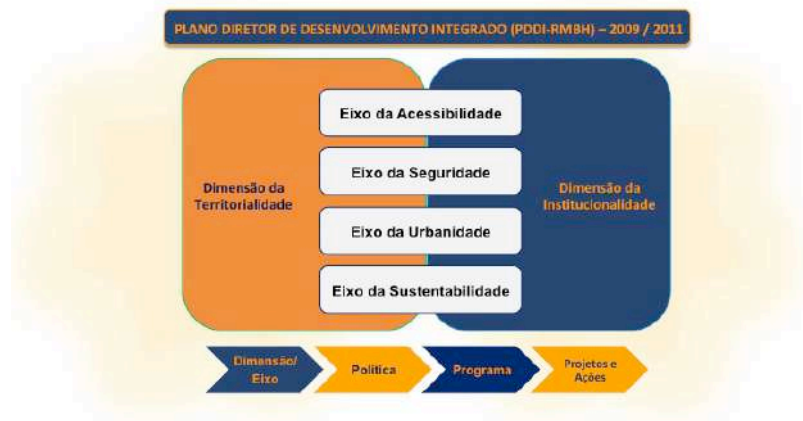 PLANO DIRETOR DE DESENVOLVIMENTO INTEGRADO (PDDI-RMBH) – 2009 / 2011
Eixo da Acessibilidade
Eixo da Seguridade
Dimensão da
Territorialidade
Dimensão da
Institucionalidade
Eixo da Urbanidade
Eixo da Sustentabilidade
Dimensão/
Eixo
Política
Programa
Projetos e
Ações